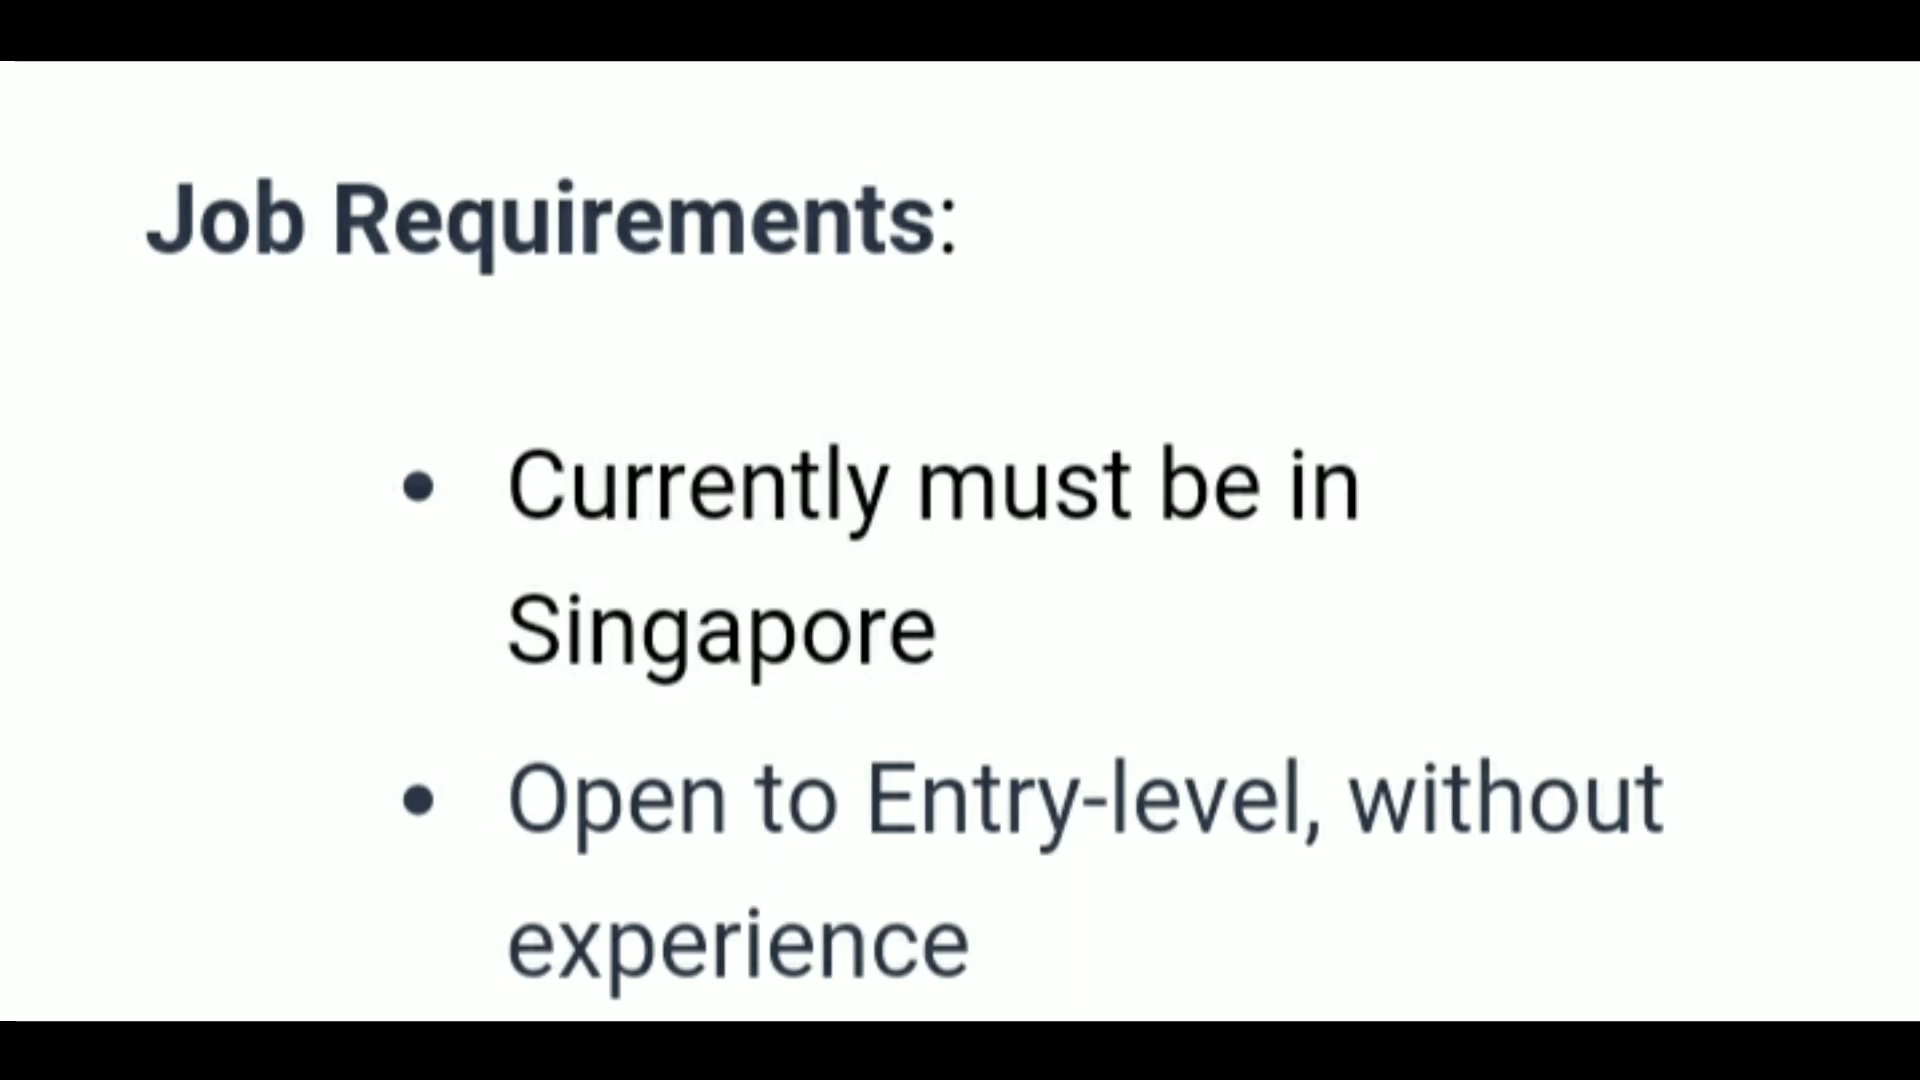 Job Requirements:
• Currently must be in
Singapore
• Open to Entry-level, without
experience